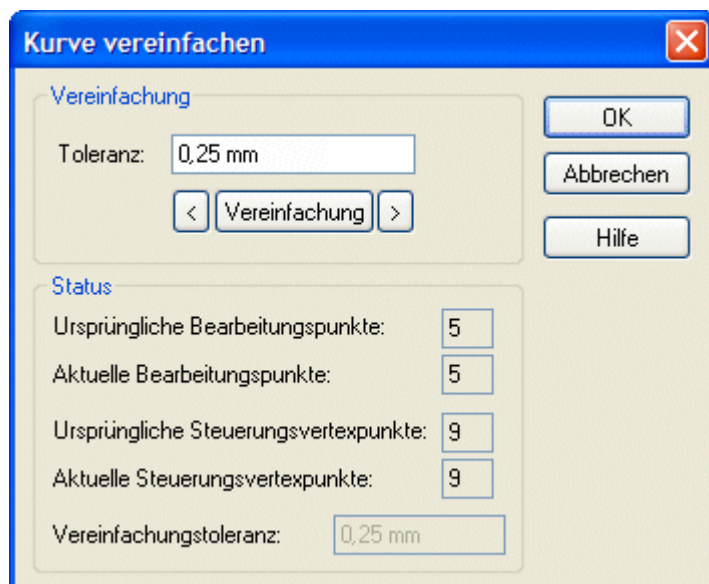 Kurve vereinfachen
Vereinfachung
Toleranz: 0,25 mm
< Vereinfachung >
OK
Abbrechen
Hilfe
Status
Ursprüngliche Bearbeitungspunkte: 5
Aktuelle Bearbeitungspunkte: 5
Ursprüngliche Steuerungsvertexpunkte: 9
Aktuelle Steuerungsvertexpunkte: 9
Vereinfachungstoleranz: 0,25 mm